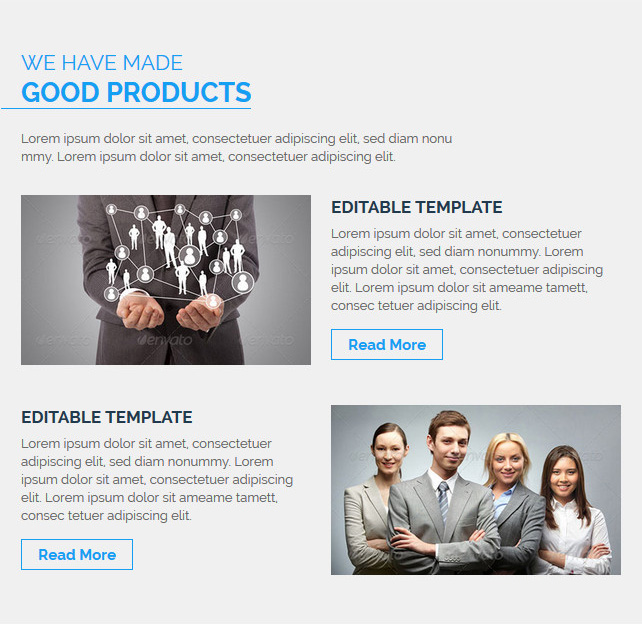 WE HAVE MADE
GOOD PRODUCTS
Lorem ipsum dolor sit amet, consectetuer adipiscing elit, sed diam nonu
mmy. Lorem ipsum dolor sit amet, consectetuer adipiscing elit.
EDITABLE TEMPLATE
Lorem ipsum dolor sit amet, consectetuer
adipiscing elit, sed diam nonummy. Lorem
ipsum dolor sit amet, consectetuer adipiscing
elit. Lorem ipsum dolor sit ameame tamett,
consec tetuer adipiscing elit.
Read More
EDITABLE TEMPLATE
Lorem ipsum dolor sit amet, consectetuer
adipiscing elit, sed diam nonummy. Lorem
ipsum dolor sit amet, consectetuer adipiscing
elit. Lorem ipsum dolor sit ameame tamett,
consec tetuer adipiscing elit.
Read More
envato